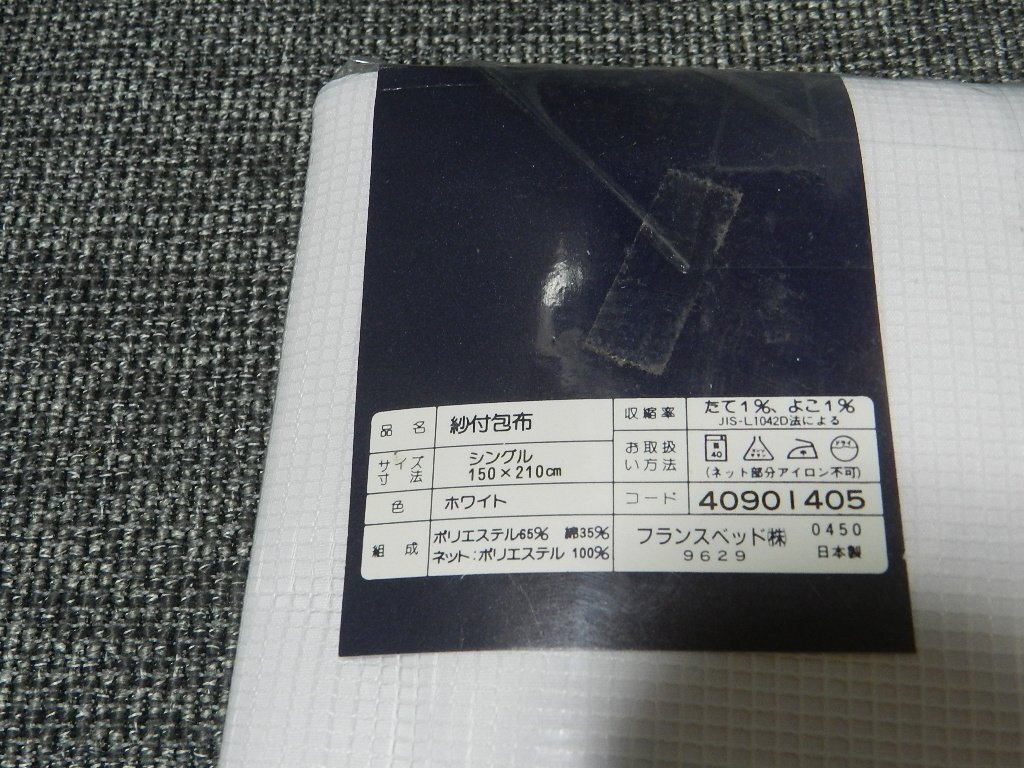 品名 紗付包布
サイズ寸法 シングル
150×210cm
色 ホワイト
組成 ポリエステル65% 綿35%
ネット:ポリエステル 100%
収縮率 たて1%、よこ1%
JIS-L1042D法による
お取扱い方法
40
ドライ
(ネット部分アイロン不可)
コード 40901405
フランスベッド㈱ 0450
9629 日本製